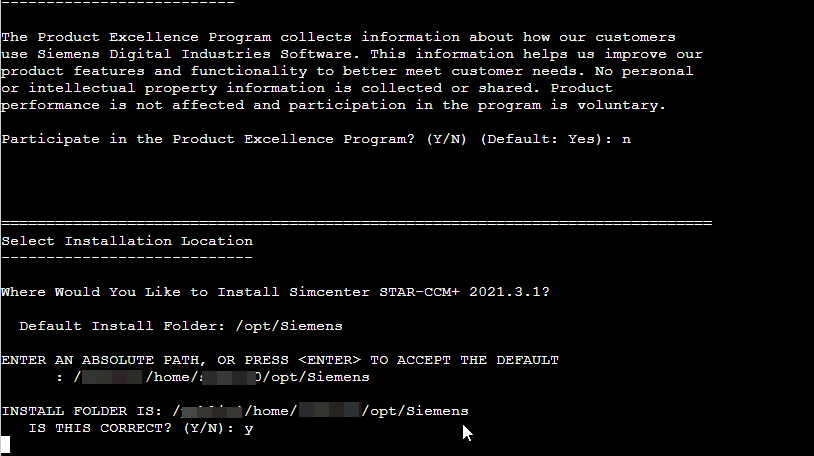 ---------------------------
The Product Excellence Program collects information about how our customers
use Siemens Digital Industries Software. This information helps us improve our
product features and functionality to better meet customer needs. No personal
or intellectual property information is collected or shared. Product
performance is not affected and participation in the program is voluntary.
Participate in the Product Excellence Program? (Y/N) (Default: Yes): n
===============================================================================
Select Installation Location
----------------------------
Where Would You Like to Install Simcenter STAR-CCM+ 2021.3.1?
Default Install Folder: /opt/Siemens
ENTER AN ABSOLUTE PATH, OR PRESS <ENTER> TO ACCEPT THE DEFAULT
: / /home/ /opt/Siemens
INSTALL FOLDER IS: / /home/ /opt/Siemens
IS THIS CORRECT? (Y/N): y